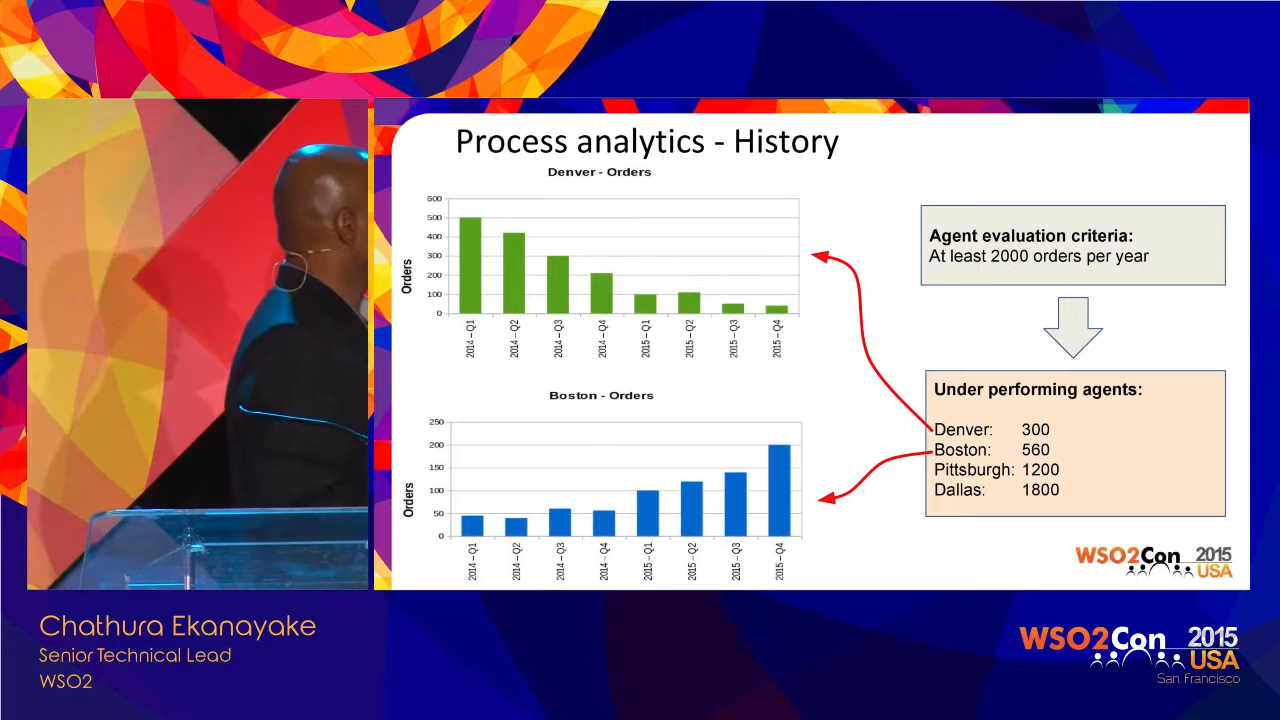 Process analytics - History
Denver - Orders
600
500
400
300
200
100
0
Orders
2014 – Q1
2014 – Q2
2014 – Q3
2014 – Q4
2015 – Q1
2015 – Q2
2015 – Q3
2015 – Q4
Boston - Orders
250
200
150
100
50
0
Orders
2014 – Q1
2014 – Q2
2014 – Q3
2014 – Q4
2015 – Q1
2015 – Q2
2015 – Q3
2015 – Q4
Agent evaluation criteria:
At least 2000 orders per year
Under performing agents:
Denver: 300
Boston: 560
Pittsburgh: 1200
Dallas: 1800
WSO2Con 2015
USA
Chathura Ekanayake
Senior Technical Lead
WSO2
WSO2Con 2015
USA
San Francisco